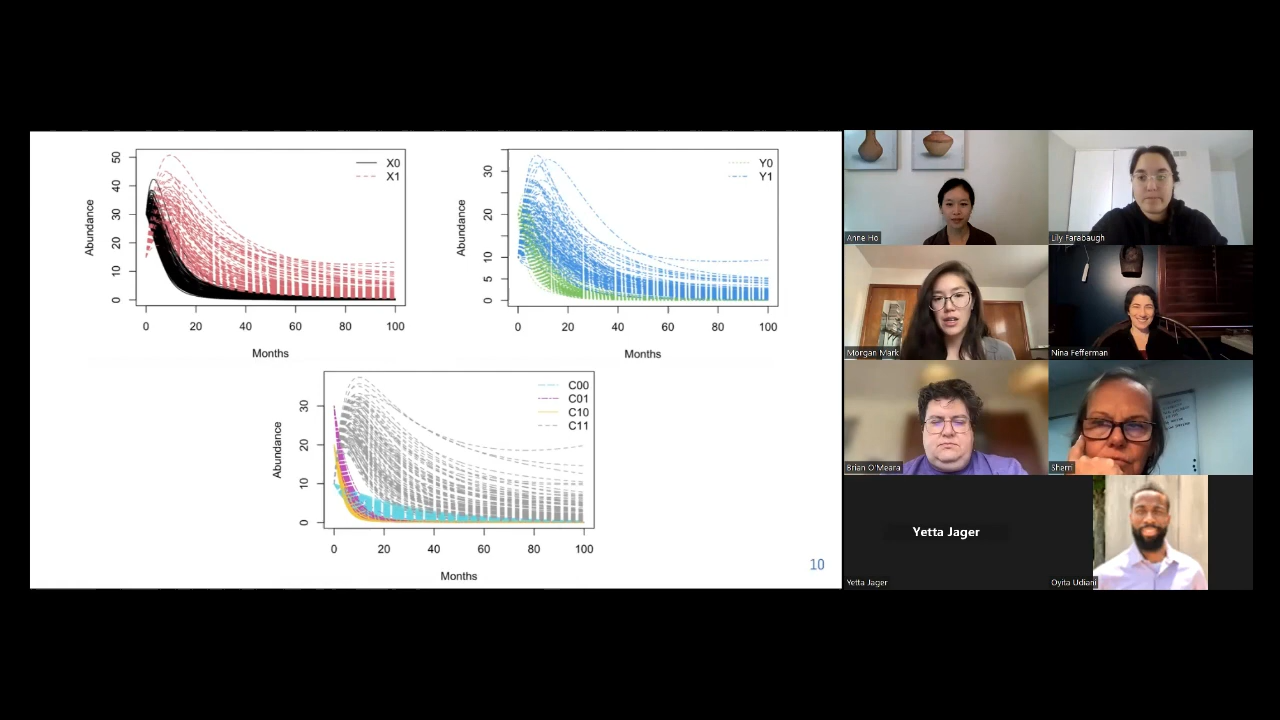 50
40
30
20
10
0
Abundance
X0
X1
0 20 40 60 80 100
Months
30
20
10
5
0
Abundance
Y0
Y1
0 20 40 60 80 100
Months
30
20
10
0
Abundance
C00
C01
C10
C11
0 20 40 60 80 100
Months
10
Anne Ho
Lily Farabaugh
Morgan Mark
Nina Fefferman
Brian O'Meara
Sherri
Yetta Jager
Yetta Jager
Oyita Udiani